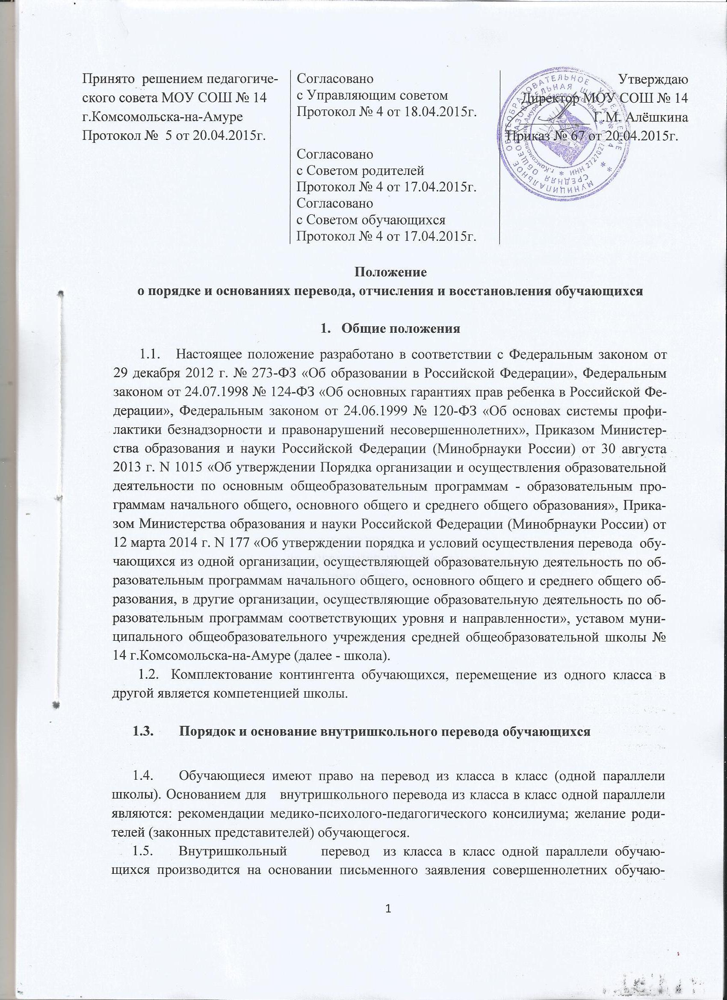 Принято  решением педагогиче-
ского совета МОУ СОШ № 14
г.Комсомольска-на-Амуре
Протокол №  5 от 20.04.2015г.
Согласовано
с Управляющим советом
Протокол № 4 от 18.04.2015г.
Согласовано
с Советом родителей
Протокол № 4 от 17.04.2015г.
Согласовано
с Советом обучающихся
Протокол № 4 от 17.04.2015г.
Утверждаю
Директор МОУ СОШ № 14
Г.М. Алёшкина
Приказ № 67 от 20.04.2015г.
МУНИЦИПАЛЬНОЕ ОБЩЕОБРАЗОВАТЕЛЬНОЕ УЧРЕЖДЕНИЕ
СРЕДНЯЯ ОБЩЕОБРАЗОВАТЕЛЬНАЯ ШКОЛА № 14
Положение
о порядке и основаниях перевода, отчисления и восстановления обучающихся
1.   Общие положения
1.1.   Настоящее положение разработано в соответствии с Федеральным законом от
29 декабря 2012 г. № 273-ФЗ «Об образовании в Российской Федерации», Федеральным
законом от 24.07.1998 № 124-ФЗ «Об основных гарантиях прав ребенка в Российской Фе-
дерации», Федеральным законом от 24.06.1999 № 120-ФЗ «Об основах системы профи-
лактики безнадзорности и правонарушений несовершеннолетних», Приказом Министер-
ства образования и науки Российской Федерации (Минобрнауки России) от 30 августа
2013 г. N 1015 «Об утверждении Порядка организации и осуществления образовательной
деятельности по основным общеобразовательным программам - образовательным про-
граммам начального общего, основного общего и среднего общего образования», Прика-
зом Министерства образования и науки Российской Федерации (Минобрнауки России) от
12 марта 2014 г. N 177 «Об утверждении порядка и условий осуществления перевода  обу-
чающихся из одной организации, осуществляющей образовательную деятельность по об-
разовательным программам начального общего, основного общего и среднего общего об-
разования, в другие организации, осуществляющие образовательную деятельность по об-
разовательным программам соответствующих уровня и направленности», уставом муни-
ципального общеобразовательного учреждения средней общеобразовательной школы №
14 г.Комсомольска-на-Амуре (далее - школа).
1.2.  Комплектование контингента обучающихся, перемещение из одного класса в
другой является компетенцией школы.
1.3.      Порядок и основание внутришкольного перевода обучающихся
1.4.      Обучающиеся имеют право на перевод из класса в класс (одной параллели
школы). Основанием для   внутришкольного перевода из класса в класс одной параллели
являются: рекомендации медико-психолого-педагогического консилиума; желание роди-
телей (законных представителей) обучающегося.
1.5.      Внутришкольный     перевод  из класса в класс одной параллели обучаю-
щихся производится на основании письменного заявления совершеннолетних обучаю-
1